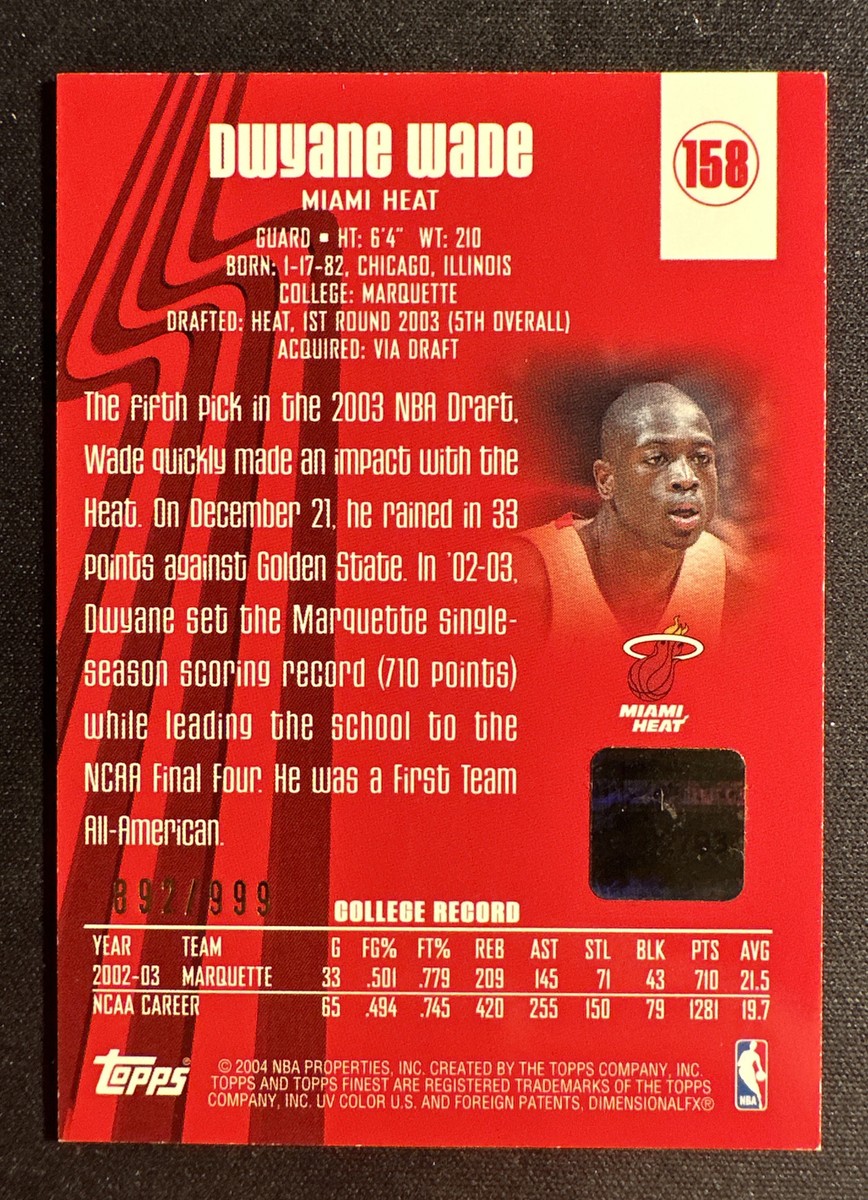 DWYANE WADE
158
MIAMI HEAT
GUARD ▪ HT: 6'4" WT: 210
BORN: 1-17-82, CHICAGO, ILLINOIS
COLLEGE: MARQUETTE
DRAFTED: HEAT, 1ST ROUND 2003 (5TH OVERALL)
ACQUIRED: VIA DRAFT
The fifth pick in the 2003 NBA Draft,
Wade quickly made an impact with the
Heat. On December 21, he rained in 33
points against Golden State. In '02-03,
Dwyane set the Marquette single-
season scoring record (710 points)
while leading the school to the
NCAA Final Four. He was a First Team
All-American.
MIAMI
HEAT
892/999
COLLEGE RECORD
YEAR TEAM G FG% FT% REB AST STL BLK PTS AVG
2002-03 MARQUETTE 33 .501 .779 209 145 71 43 710 21.5
NCAA CAREER 65 .494 .745 420 255 150 79 1281 19.7
TOPPS®
© 2004 NBA PROPERTIES, INC. CREATED BY THE TOPPS COMPANY, INC.
TOPPS AND TOPPS FINEST ARE REGISTERED TRADEMARKS OF THE TOPPS
COMPANY, INC. UV COLOR U.S. AND FOREIGN PATENTS, DIMENSIONALFX®
NBA